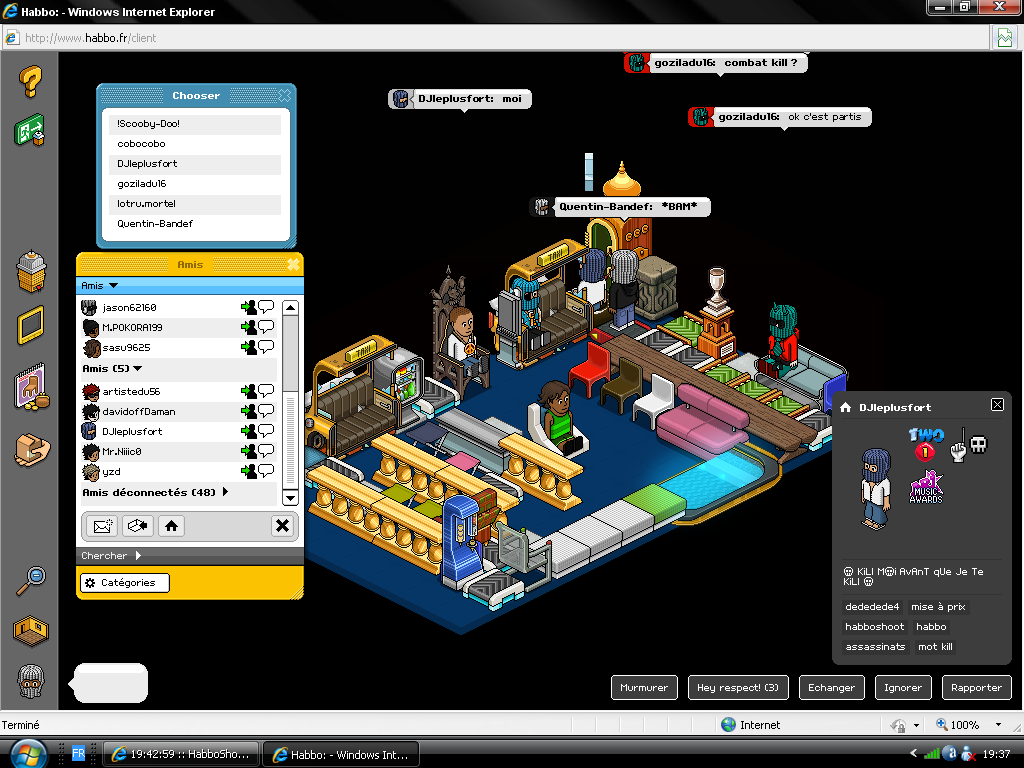 Habbo: - Windows Internet Explorer
http://www.habbo.fr/client
goziladu16: combat kill ?
DJleplusfort: moi
goziladu16: ok c'est partis
Quentin-Bandef: *BAM*
Chooser
!Scooby-Doo!
cobocobo
DJleplusfort
goziladu16
lotru.mortel
Quentin-Bandef
Amis
Amis
jason62160
M.POKORA199
sasu9625
Amis (5)
artistedu56
davidoffDaman
DJleplusfort
Mr.Niiic0
yzd
Amis déconnectés (48)
Chercher
Catégories
TAXI
TAXI
DJleplusfort
TWO
1
MUSIC
AWARDS
KiLl M☠i AvAnT qUe Je Te
KiLl ☠
dededede4 mise à prix
habboshoot habbo
assassinats mot kill
Murmurer
Hey respect! (3)
Echanger
Ignorer
Rapporter
Terminé
Internet
100%
FR
19:42:59 :: HabboSho...
Habbo: - Windows Int...
19:37